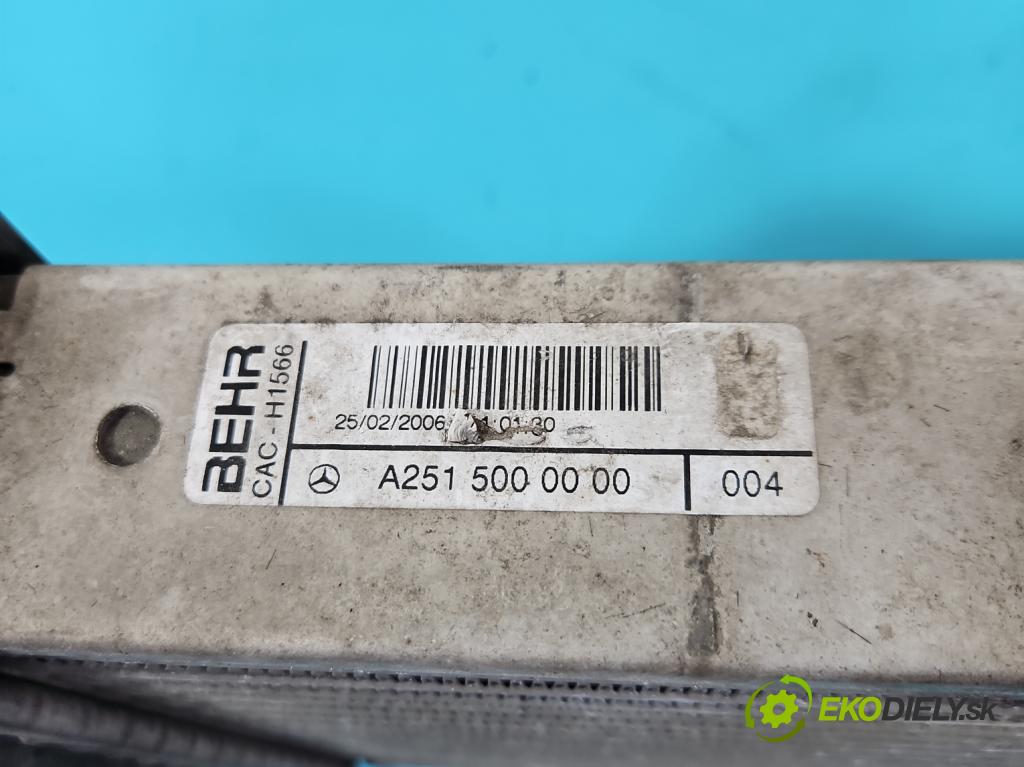 BEHR
CAC - H1566
25/02/2006
A251 500 00 00
004
EKODIELY.SK